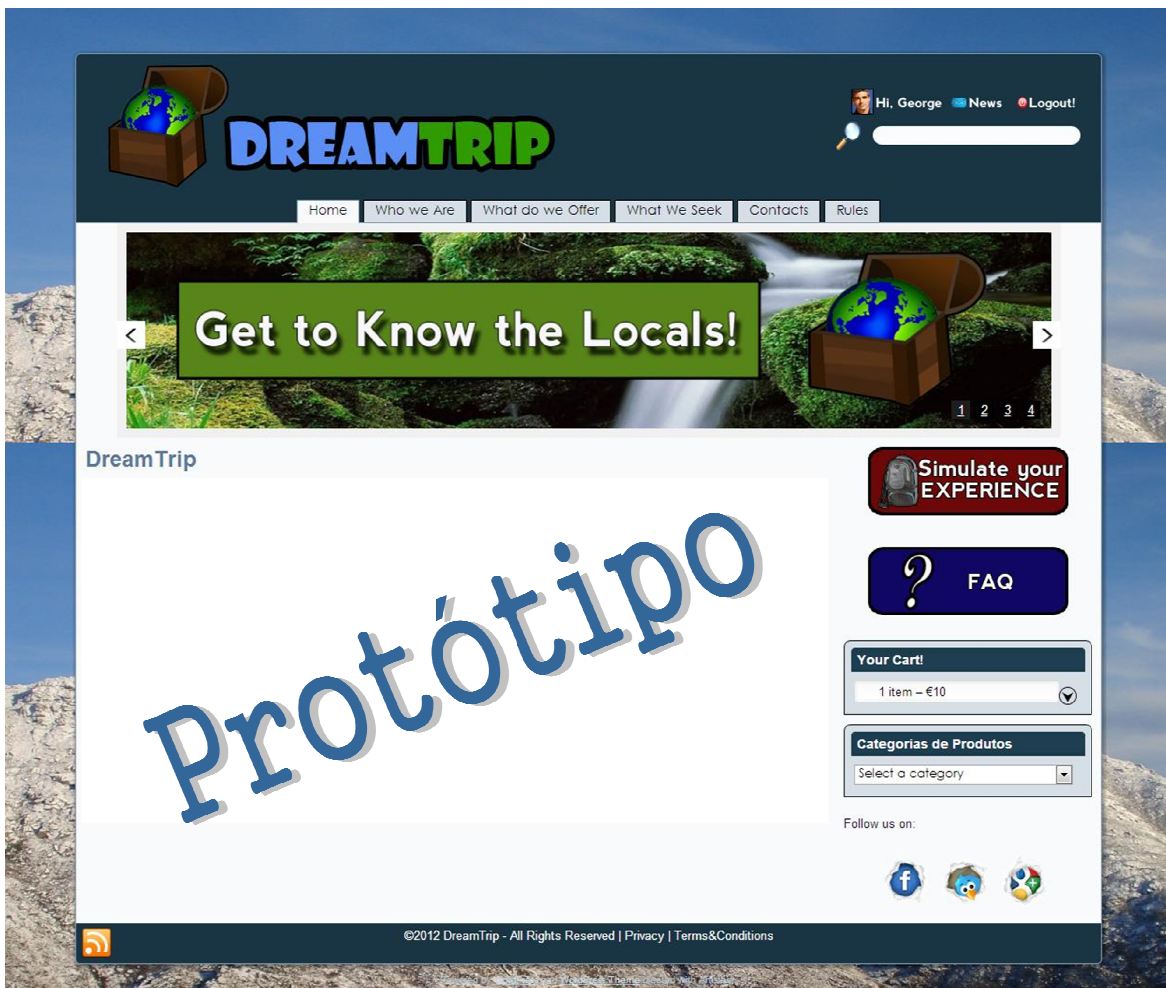 Hi, George News Logout!
DREAMTRIP
Home Who we Are What do we Offer What We Seek Contacts Rules
Get to Know the Locals!
< >
1 2 3 4
DreamTrip
Protótipo
Simulate your
EXPERIENCE
? FAQ
Your Cart!
1 item – €10
Categorias de Produtos
Select a category
Follow us on:
f
©2012 DreamTrip - All Rights Reserved | Privacy | Terms&Conditions